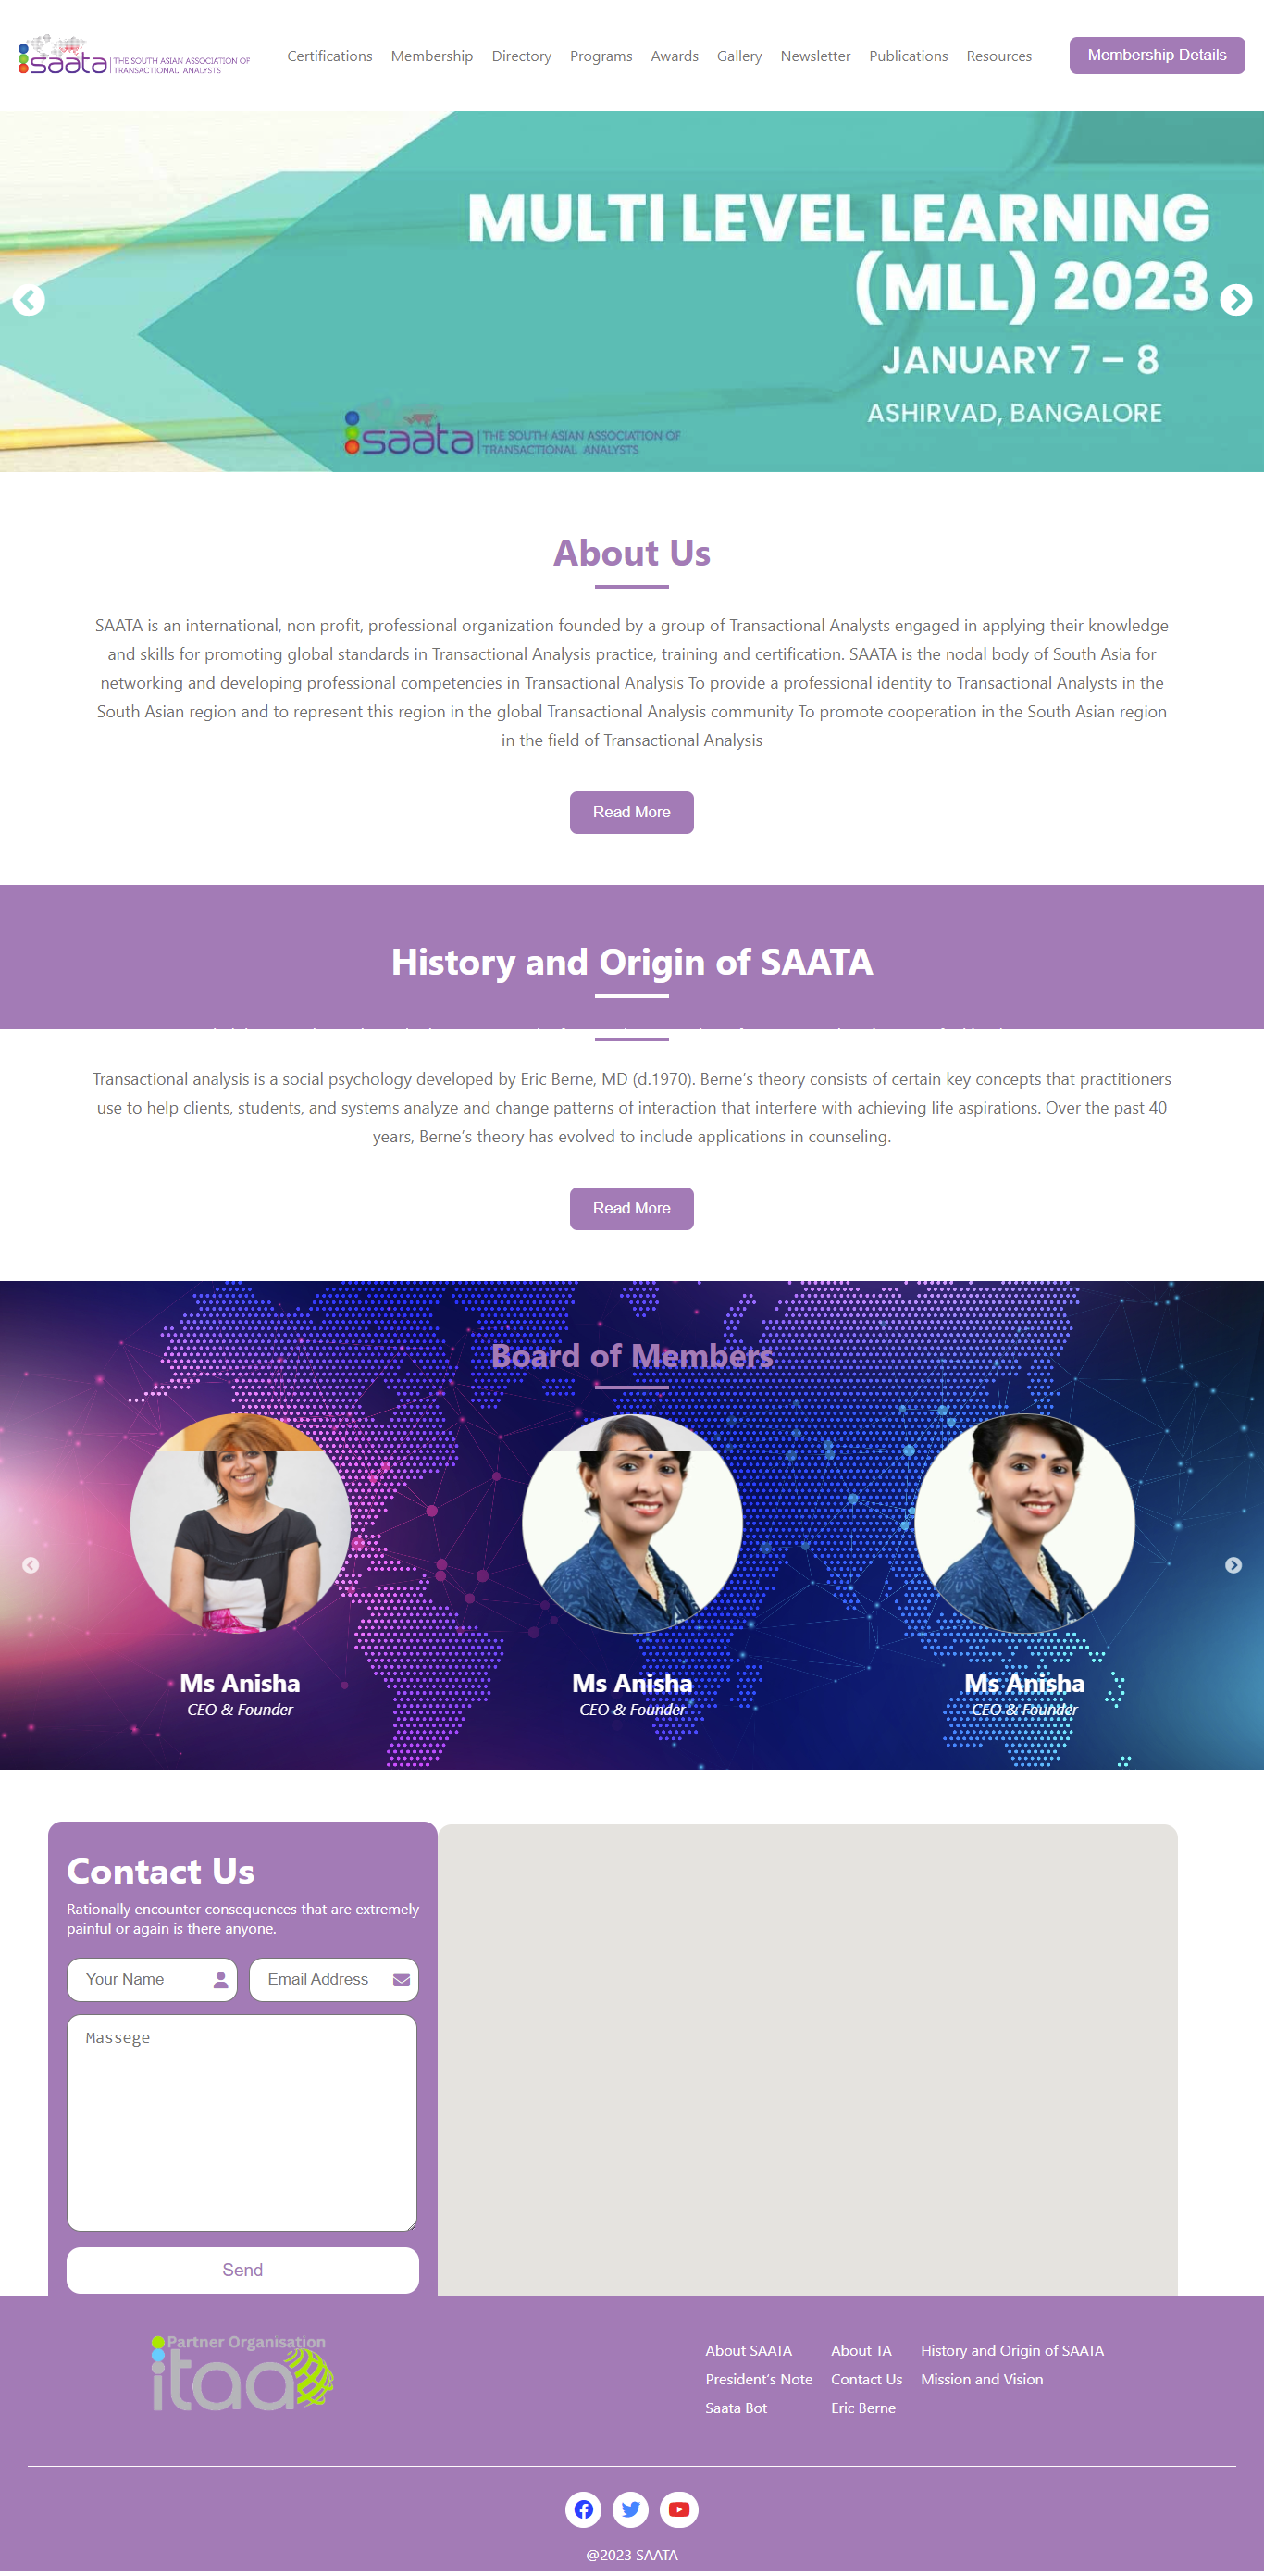 saata THE SOUTH ASIAN ASSOCIATION OF
TRANSACTIONAL ANALYSTS
Certifications Membership Directory Programs Awards Gallery Newsletter Publications Resources
Membership Details
MULTI LEVEL LEARNING
(MLL) 2023
JANUARY 7 – 8
ASHIRVAD, BANGALORE
saata THE SOUTH ASIAN ASSOCIATION OF
TRANSACTIONAL ANALYSTS
About Us
SAATA is an international, non profit, professional organization founded by a group of Transactional Analysts engaged in applying their knowledge
and skills for promoting global standards in Transactional Analysis practice, training and certification. SAATA is the nodal body of South Asia for
networking and developing professional competencies in Transactional Analysis To provide a professional identity to Transactional Analysts in the
South Asian region and to represent this region in the global Transactional Analysis community To promote cooperation in the South Asian region
in the field of Transactional Analysis
Read More
History and Origin of SAATA
Transactional analysis is a social psychology developed by Eric Berne, MD (d.1970). Berne’s theory consists of certain key concepts that practitioners
use to help clients, students, and systems analyze and change patterns of interaction that interfere with achieving life aspirations. Over the past 40
years, Berne’s theory has evolved to include applications in counseling.
Read More
Board of Members
Ms Anisha
CEO & Founder
Ms Anisha
CEO & Founder
Ms Anisha
CEO & Founder
Contact Us
Rationally encounter consequences that are extremely
painful or again is there anyone.
Your Name
Email Address
Massege
Send
Partner Organisation
itaa
About SAATA About TA History and Origin of SAATA
President’s Note Contact Us Mission and Vision
Saata Bot Eric Berne
@2023 SAATA